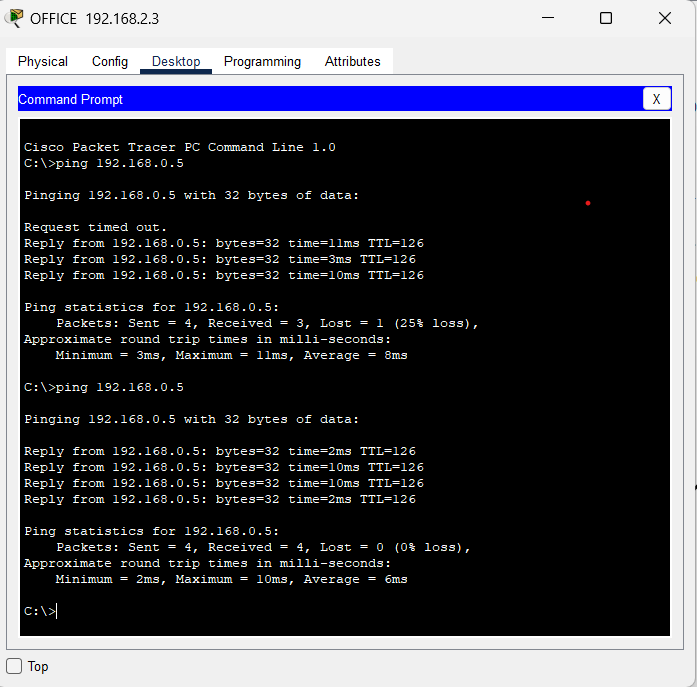 OFFICE 192.168.2.3
Physical Config Desktop Programming Attributes
Command Prompt
X
Cisco Packet Tracer PC Command Line 1.0
C:\>ping 192.168.0.5
Pinging 192.168.0.5 with 32 bytes of data:
Request timed out.
Reply from 192.168.0.5: bytes=32 time=11ms TTL=126
Reply from 192.168.0.5: bytes=32 time=3ms TTL=126
Reply from 192.168.0.5: bytes=32 time=10ms TTL=126
Ping statistics for 192.168.0.5:
Packets: Sent = 4, Received = 3, Lost = 1 (25% loss),
Approximate round trip times in milli-seconds:
Minimum = 3ms, Maximum = 11ms, Average = 8ms
C:\>ping 192.168.0.5
Pinging 192.168.0.5 with 32 bytes of data:
Reply from 192.168.0.5: bytes=32 time=2ms TTL=126
Reply from 192.168.0.5: bytes=32 time=10ms TTL=126
Reply from 192.168.0.5: bytes=32 time=10ms TTL=126
Reply from 192.168.0.5: bytes=32 time=2ms TTL=126
Ping statistics for 192.168.0.5:
Packets: Sent = 4, Received = 4, Lost = 0 (0% loss),
Approximate round trip times in milli-seconds:
Minimum = 2ms, Maximum = 10ms, Average = 6ms
C:\>
Top